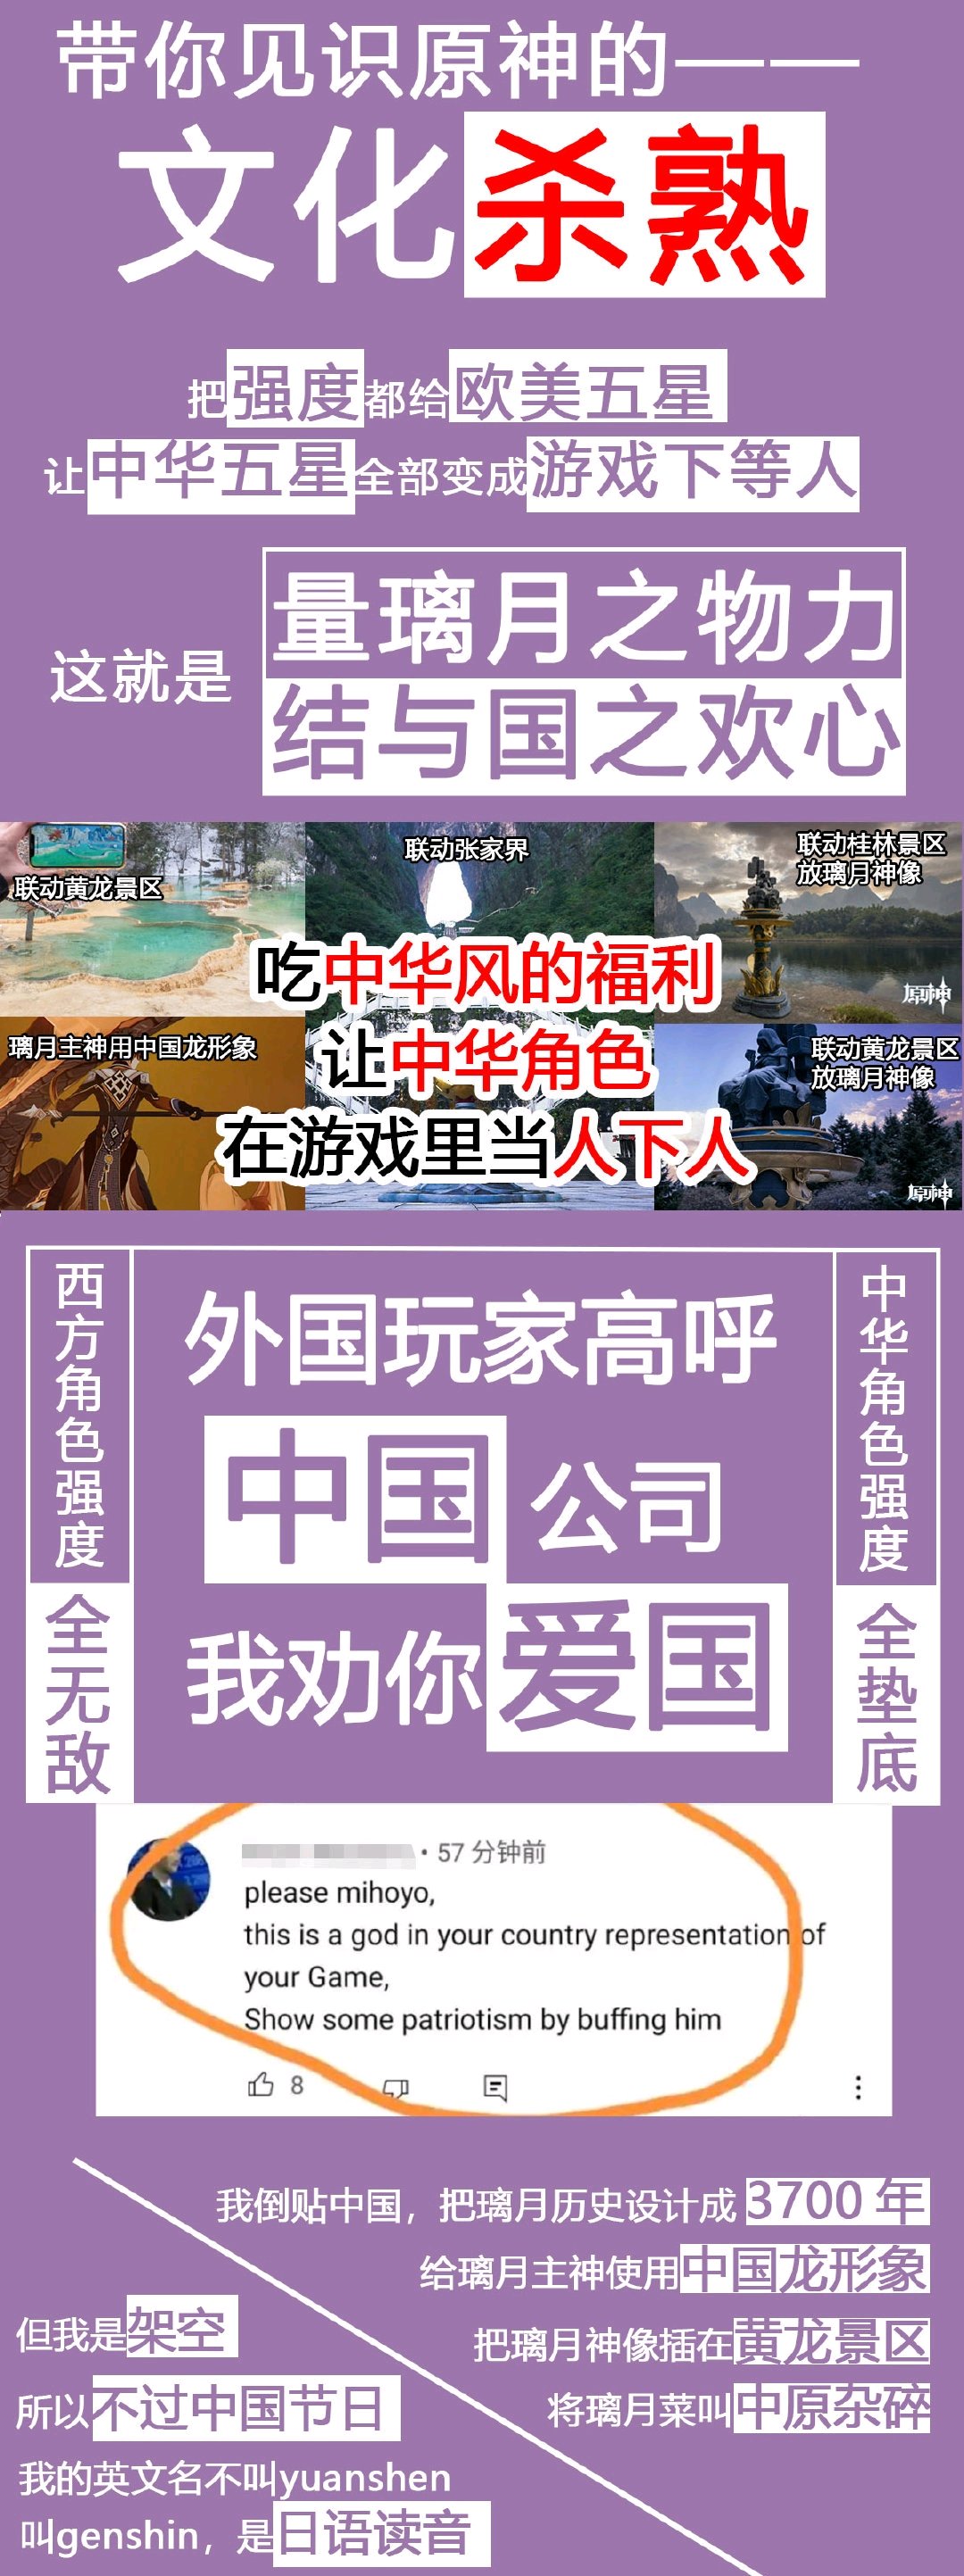 带你见识原神的——
文化杀熟
把强度都给欧美五星
让中华五星全部变成游戏下等人
这就是
量璃月之物力
结与国之欢心
联动黄龙景区
联动张家界
联动桂林景区
放璃月神像
原神
吃中华风的福利
璃月主神用中国龙形象
让中华角色
联动黄龙景区
放璃月神像
在游戏里当人下人
原神
西方角色强度
全无敌
外国玩家高呼
中国公司
我劝你爱国
中华角色强度
全垫底
· 57 分钟前
please mihoyo,
this is a god in your country representation of
your Game,
Show some patriotism by buffing him
8
我倒贴中国，把璃月历史设计成 3700 年
给璃月主神使用中国龙形象
把璃月神像插在黄龙景区
将璃月菜叫中原杂碎
但我是架空
所以不过中国节日
我的英文名不叫yuanshen
叫genshin，是日语读音